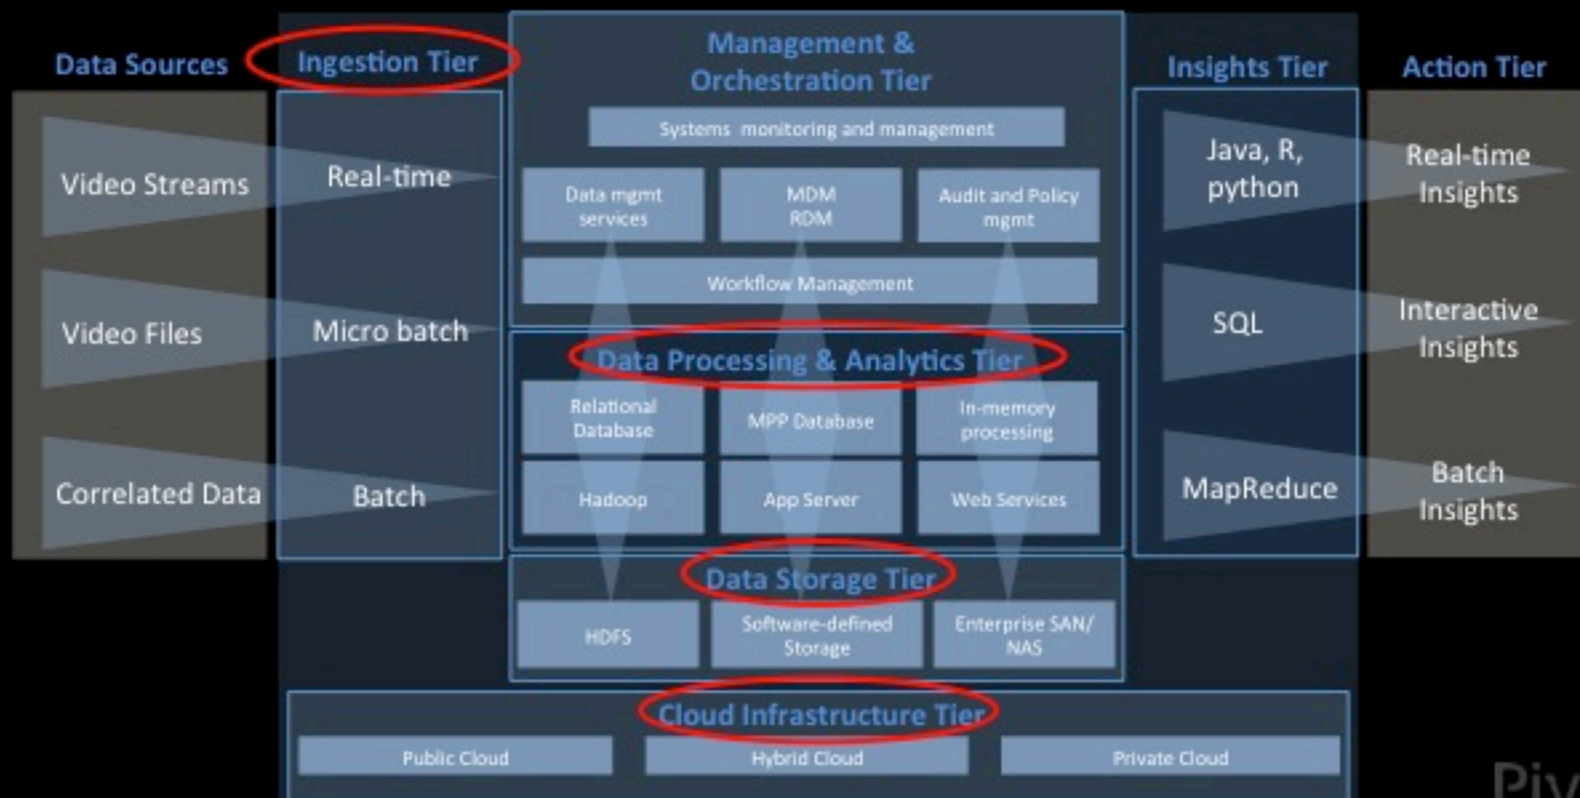 Data Sources
Video Streams
Video Files
Correlated Data
Ingestion Tier
Real-time
Micro batch
Batch
Management &
Orchestration Tier
Systems monitoring and management
Data mgmt
services
MDM
RDM
Audit and Policy
mgmt
Workflow Management
Data Processing & Analytics Tier
Relational
Database
MPP Database
In-memory
processing
Hadoop
App Server
Web Services
Data Storage Tier
HDFS
Software-defined
Storage
Enterprise SAN/
NAS
Cloud Infrastructure Tier
Public Cloud
Hybrid Cloud
Private Cloud
Insights Tier
Java, R,
python
SQL
MapReduce
Action Tier
Real-time
Insights
Interactive
Insights
Batch
Insights